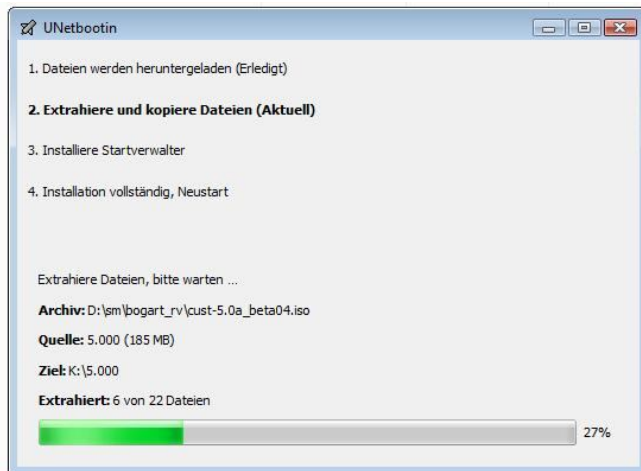 UNetbootin
1. Dateien werden heruntergeladen (Erledigt)
2. Extrahiere und kopiere Dateien (Aktuell)
3. Installiere Startverwalter
4. Installation vollständig, Neustart
Extrahiere Dateien, bitte warten ...
Archiv: D:\sm\bogart_rv\cust-5.0a_beta04.iso
Quelle: 5.000 (185 MB)
Ziel: K:\5.000
Extrahiert: 6 von 22 Dateien
27%